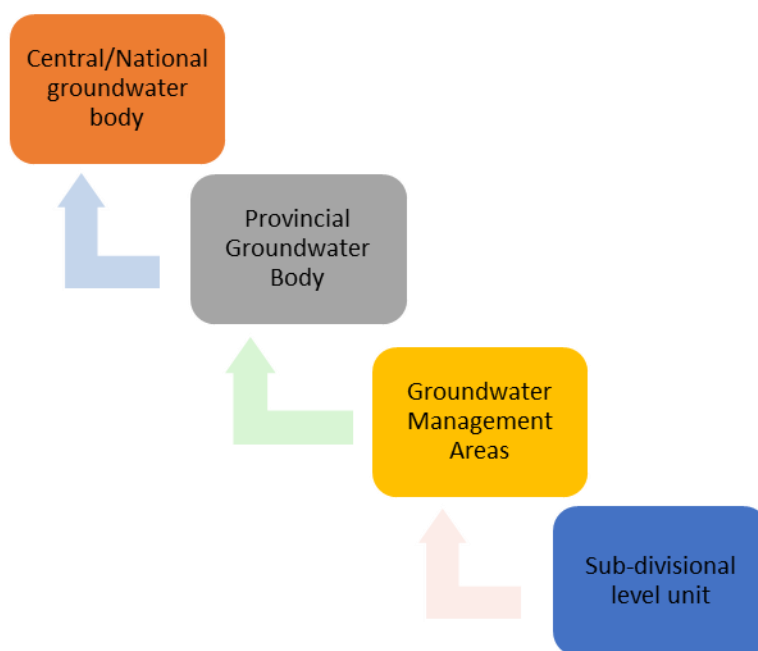 Central/National
groundwater
body
Provincial
Groundwater
Body
Groundwater
Management
Areas
Sub-divisional
level unit